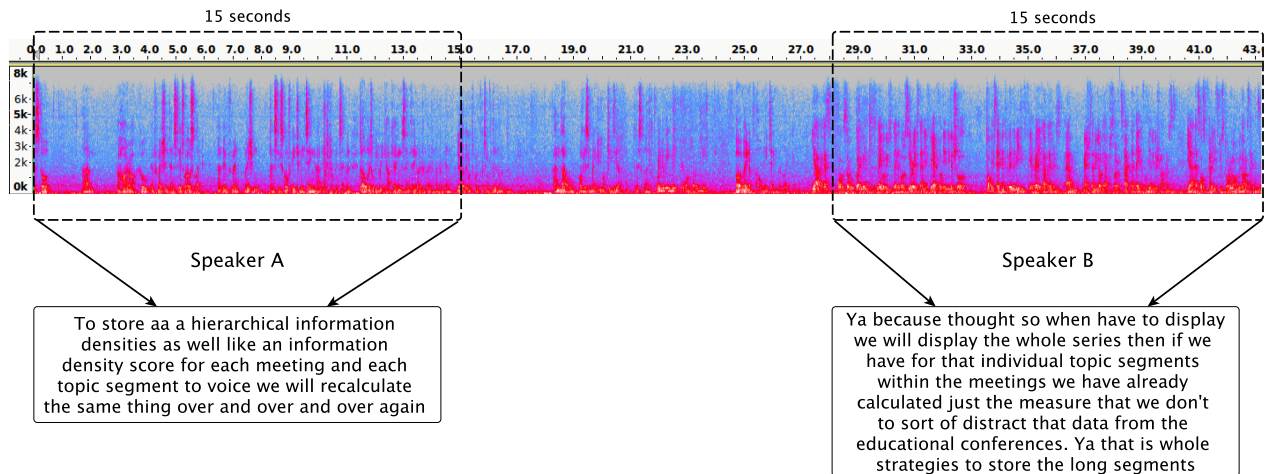 15 seconds
15 seconds
0.0 1.0 2.0 3.0 4.0 5.0 6.0 7.0 8.0 9.0 11.0 13.0 15.0 17.0 19.0 21.0 23.0 25.0 27.0 29.0 31.0 33.0 35.0 37.0 39.0 41.0 43.
8k
6k
5k
4k
3k
2k
0k
Speaker A
Speaker B
To store aa a hierarchical information
densities as well like an information
density score for each meeting and each
topic segment to voice we will recalculate
the same thing over and over and over again
Ya because thought so when have to display
we will display the whole series then if we
have for that individual topic segments
within the meetings we have already
calculated just the measure that we don't
to sort of distract that data from the
educational conferences. Ya that is whole
strategies to store the long segments